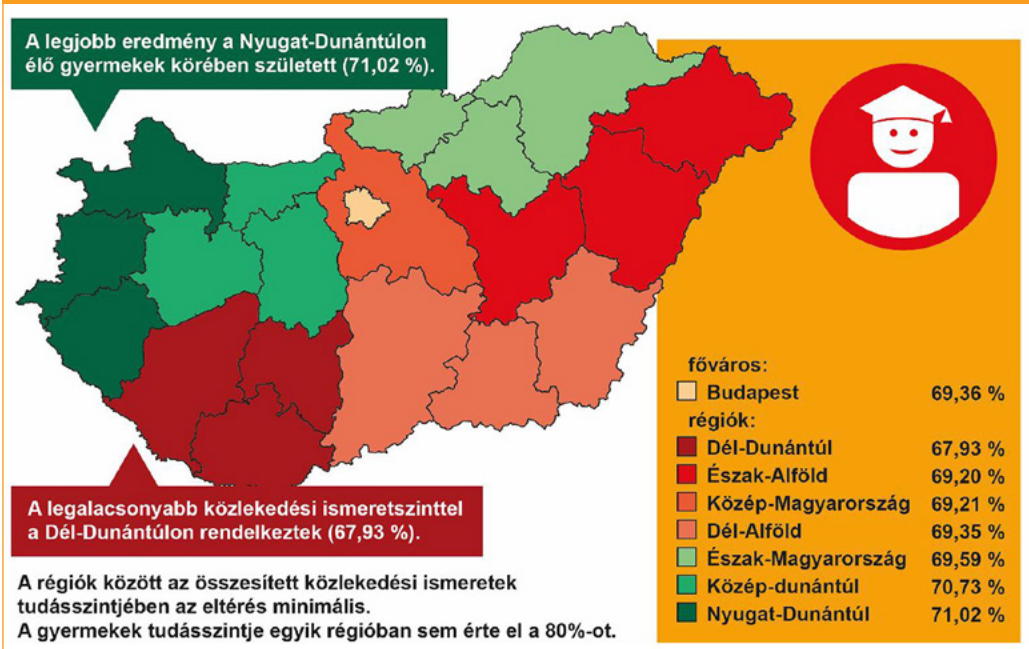 A legjobb eredmény a Nyugat-Dunántúlon
élő gyermekek körében született (71,02 %).
főváros:
Budapest 69,36 %
régiók:
Dél-Dunántúl 67,93 %
Észak-Alföld 69,20 %
Közép-Magyarország 69,21 %
Dél-Alföld 69,35 %
Észak-Magyarország 69,59 %
Közép-dunántúl 70,73 %
Nyugat-Dunántúl 71,02 %
A legalacsonyabb közlekedési ismeretszinttel
a Dél-Dunántúlon rendelkeztek (67,93 %).
A régiók között az összesített közlekedési ismeretek
tudásszintjében az eltérés minimális.
A gyermekek tudásszintje egyik régióban sem érte el a 80%-ot.